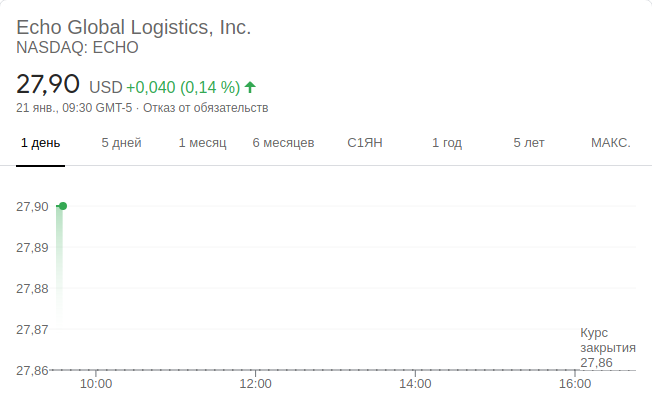 Echo Global Logistics, Inc.
NASDAQ: ECHO
27,90 USD +0,040 (0,14 %)
21 янв., 09:30 GMT-5 · Отказ от обязательств
1 день 5 дней 1 месяц 6 месяцев С1ЯН 1 год 5 лет МАКС.
27,90
27,89
27,88
27,87
Курс
закрытия
27,86
27,86
10:00 12:00 14:00 16:00